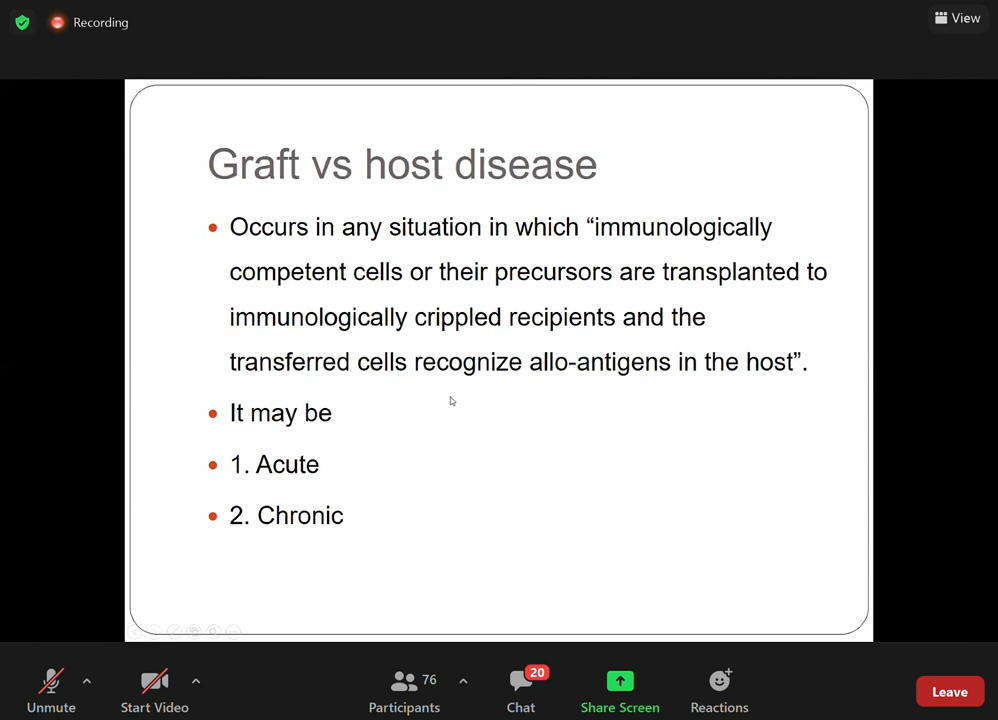 Recording
View
Graft vs host disease
• Occurs in any situation in which “immunologically
competent cells or their precursors are transplanted to
immunologically crippled recipients and the
transferred cells recognize allo-antigens in the host”.
• It may be
• 1. Acute
• 2. Chronic
Unmute
Start Video
76
Participants
20
Chat
Share Screen
Reactions
Leave